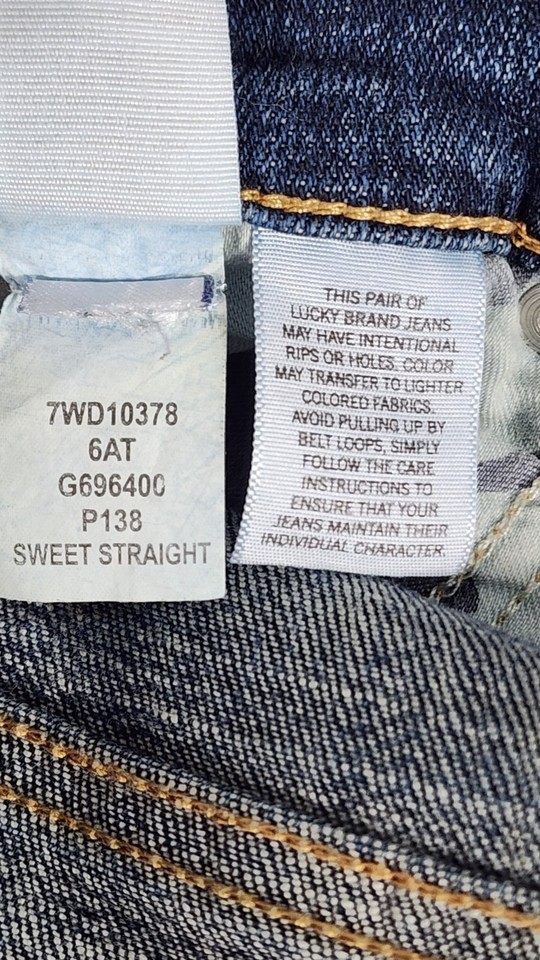 7WD10378
6AT
G696400
P138
SWEET STRAIGHT
THIS PAIR OF
LUCKY BRAND JEANS
MAY HAVE INTENTIONAL
RIPS OR HOLES. COLOR
MAY TRANSFER TO LIGHTER
COLORED FABRICS.
AVOID PULLING UP BY
BELT LOOPS, SIMPLY
FOLLOW THE CARE
INSTRUCTIONS TO
ENSURE THAT YOUR
JEANS MAINTAIN THEIR
INDIVIDUAL CHARACTER.